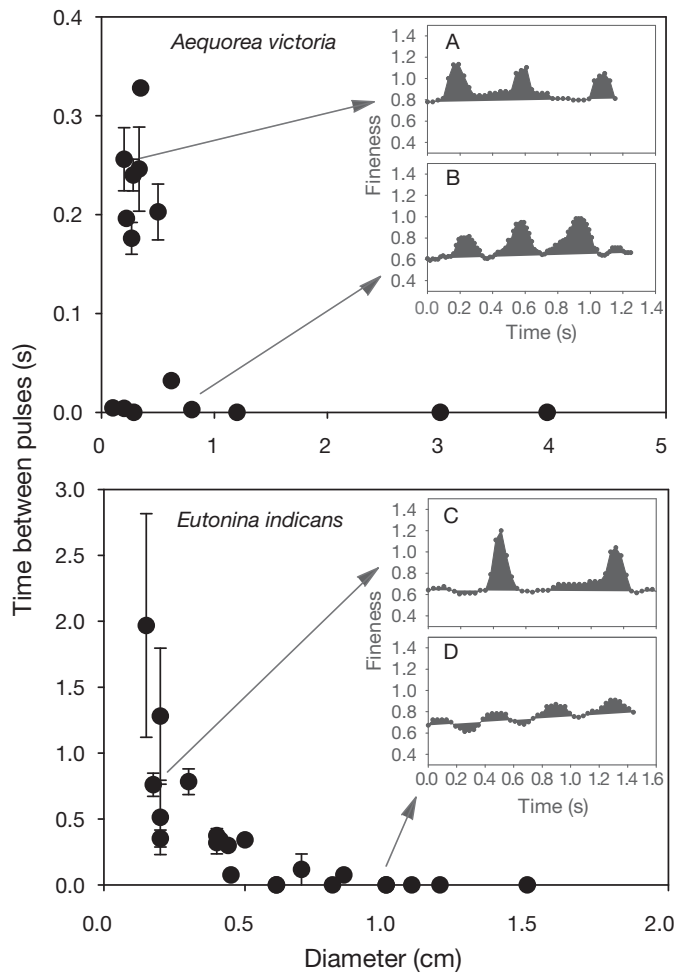 Aequorea victoria
A
1.4
1.2
1.0
0.8
0.6
0.4
B
1.4
1.2
1.0
0.8
0.6
0.4
Fineness
0.0 0.2 0.4 0.6 0.8 1.0 1.2 1.4
Time (s)
0.4
0.3
0.2
0.1
0.0
0 1 2 3 4 5
Time between pulses (s)
Eutonina indicans
C
1.4
1.2
1.0
0.8
0.6
0.4
D
1.4
1.2
1.0
0.8
0.6
0.4
Fineness
0.0 0.2 0.4 0.6 0.8 1.0 1.2 1.4 1.6
Time (s)
3.0
2.5
2.0
1.5
1.0
0.5
0.0
0.0 0.5 1.0 1.5 2.0
Diameter (cm)